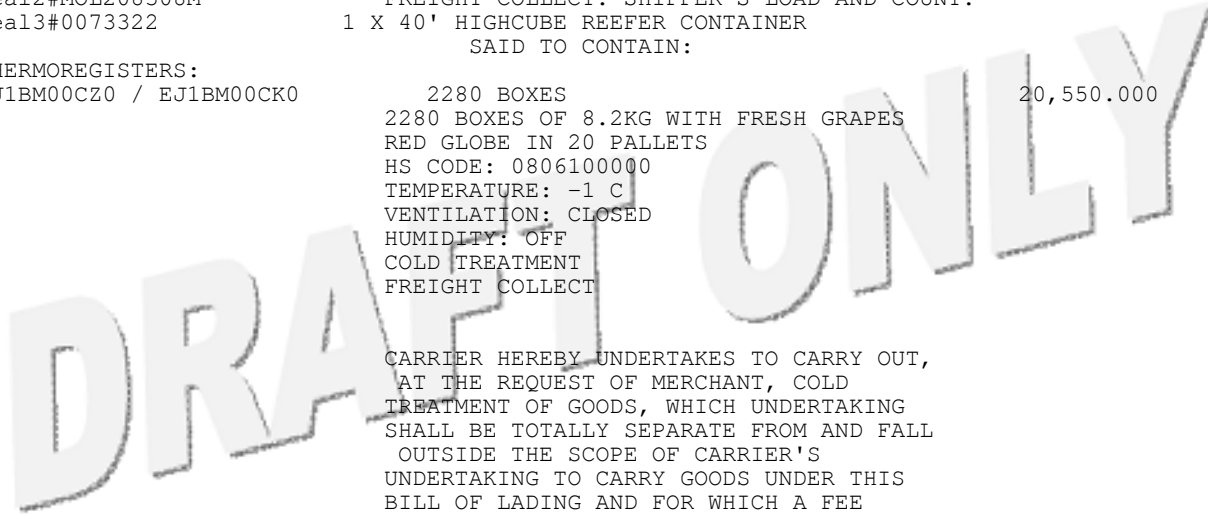 FREIGHT COLLECT. SHIPPER'S LOAD AND COUNT.
eal3#0073322 1 X 40' HIGHCUBE REEFER CONTAINER
SAID TO CONTAIN:
HERMOREGISTERS:
J1BM00CZ0 / EJ1BM00CK0 2280 BOXES 20,550.000
2280 BOXES OF 8.2KG WITH FRESH GRAPES
RED GLOBE IN 20 PALLETS
HS CODE: 0806100000
TEMPERATURE: -1 C
VENTILATION: CLOSED
HUMIDITY: OFF
COLD TREATMENT
FREIGHT COLLECT
CARRIER HEREBY UNDERTAKES TO CARRY OUT,
AT THE REQUEST OF MERCHANT, COLD
TREATMENT OF GOODS, WHICH UNDERTAKING
SHALL BE TOTALLY SEPARATE FROM AND FALL
OUTSIDE THE SCOPE OF CARRIER'S
UNDERTAKING TO CARRY GOODS UNDER THIS
BILL OF LADING AND FOR WHICH A FEE
DRAFT ONLY